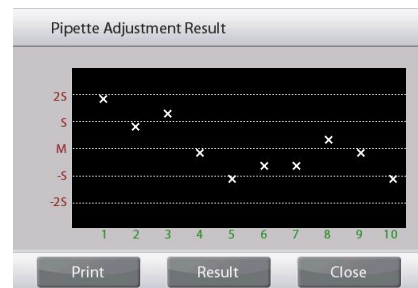 Pipette Adjustment Result
2S
S
M
-S
-2S
1 2 3 4 5 6 7 8 9 10
Print Result Close